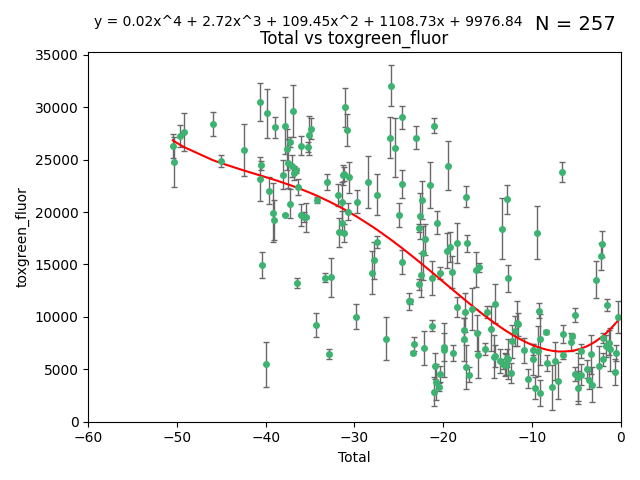 y = 0.02x^4 + 2.72x^3 + 109.45x^2 + 1108.73x + 9976.84 N = 257
Total vs toxgreen_fluor
35000
30000
25000
20000
15000
10000
5000
0
toxgreen_fluor
−60 −50 −40 −30 −20 −10 0
Total